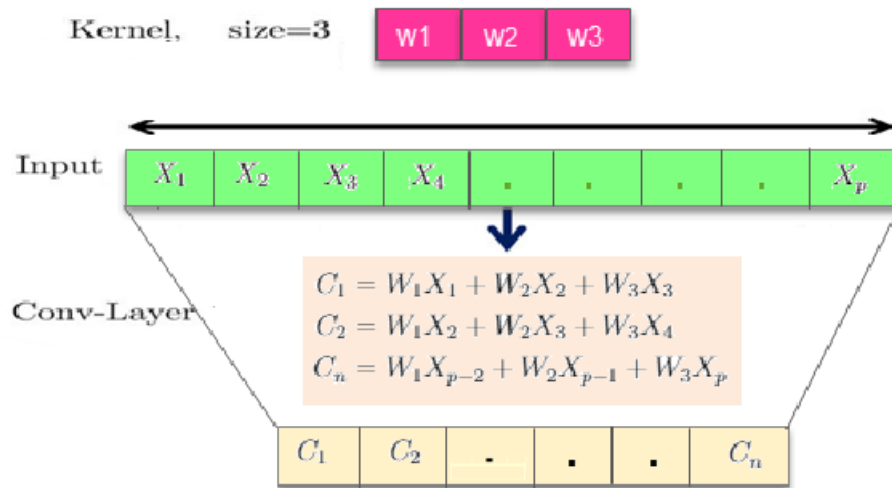 Kernel, size=3 w1 w2 w3
Input X₁ X₂ X₃ X₄ . . . . Xₚ
C₁ = W₁X₁ + W₂X₂ + W₃X₃
Conv-Layer
C₂ = W₁X₂ + W₂X₃ + W₃X₄
Cₙ = W₁Xₚ₋₂ + W₂Xₚ₋₁ + W₃Xₚ
C₁ C₂ . . . Cₙ